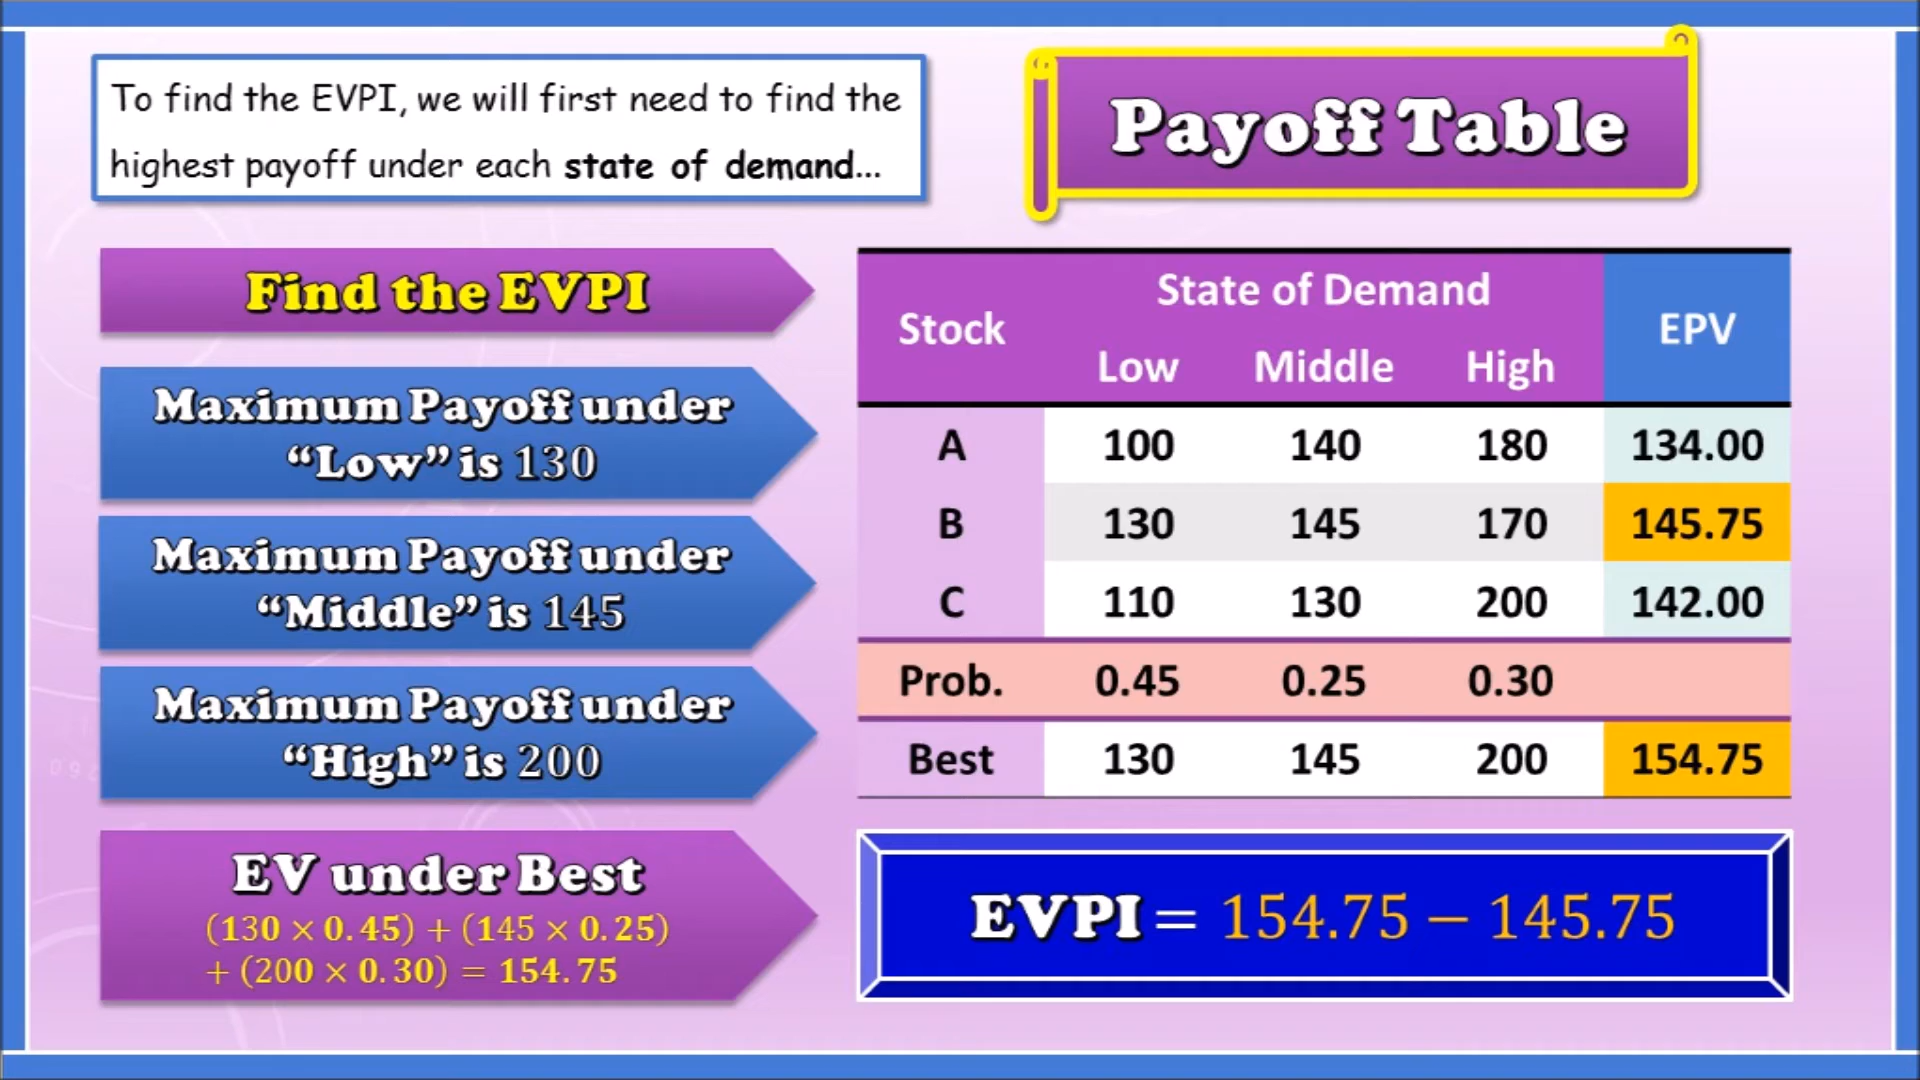 To find the EVPI, we will first need to find the
highest payoff under each state of demand...
Payoff Table
Find the EVPI
Maximum Payoff under
“Low” is 130
Maximum Payoff under
“Middle” is 145
Maximum Payoff under
“High” is 200
EV under Best
(130 × 0.45) + (145 × 0.25)
+ (200 × 0.30) = 154.75
Stock State of Demand EPV
Low Middle High
A 100 140 180 134.00
B 130 145 170 145.75
C 110 130 200 142.00
Prob. 0.45 0.25 0.30
Best 130 145 200 154.75
EVPI = 154.75 − 145.75